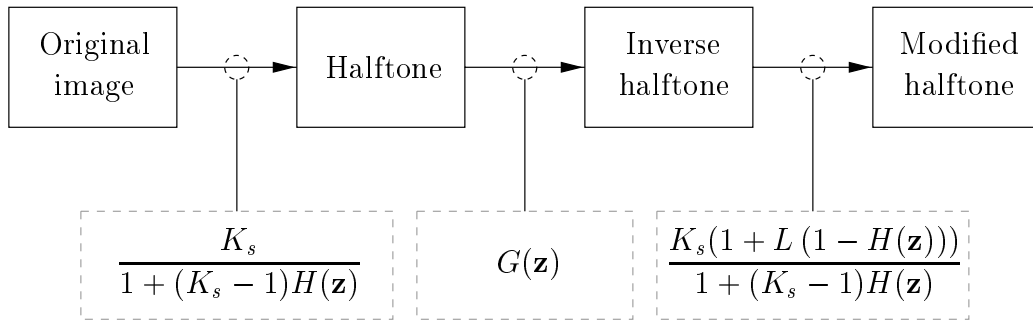 Original
image
Halftone
Inverse
halftone
Modified
halftone
K_s
1 + (K_s − 1)H(𝐳)
G(𝐳)
K_s(1 + L (1 − H(𝐳)))
1 + (K_s − 1)H(𝐳)